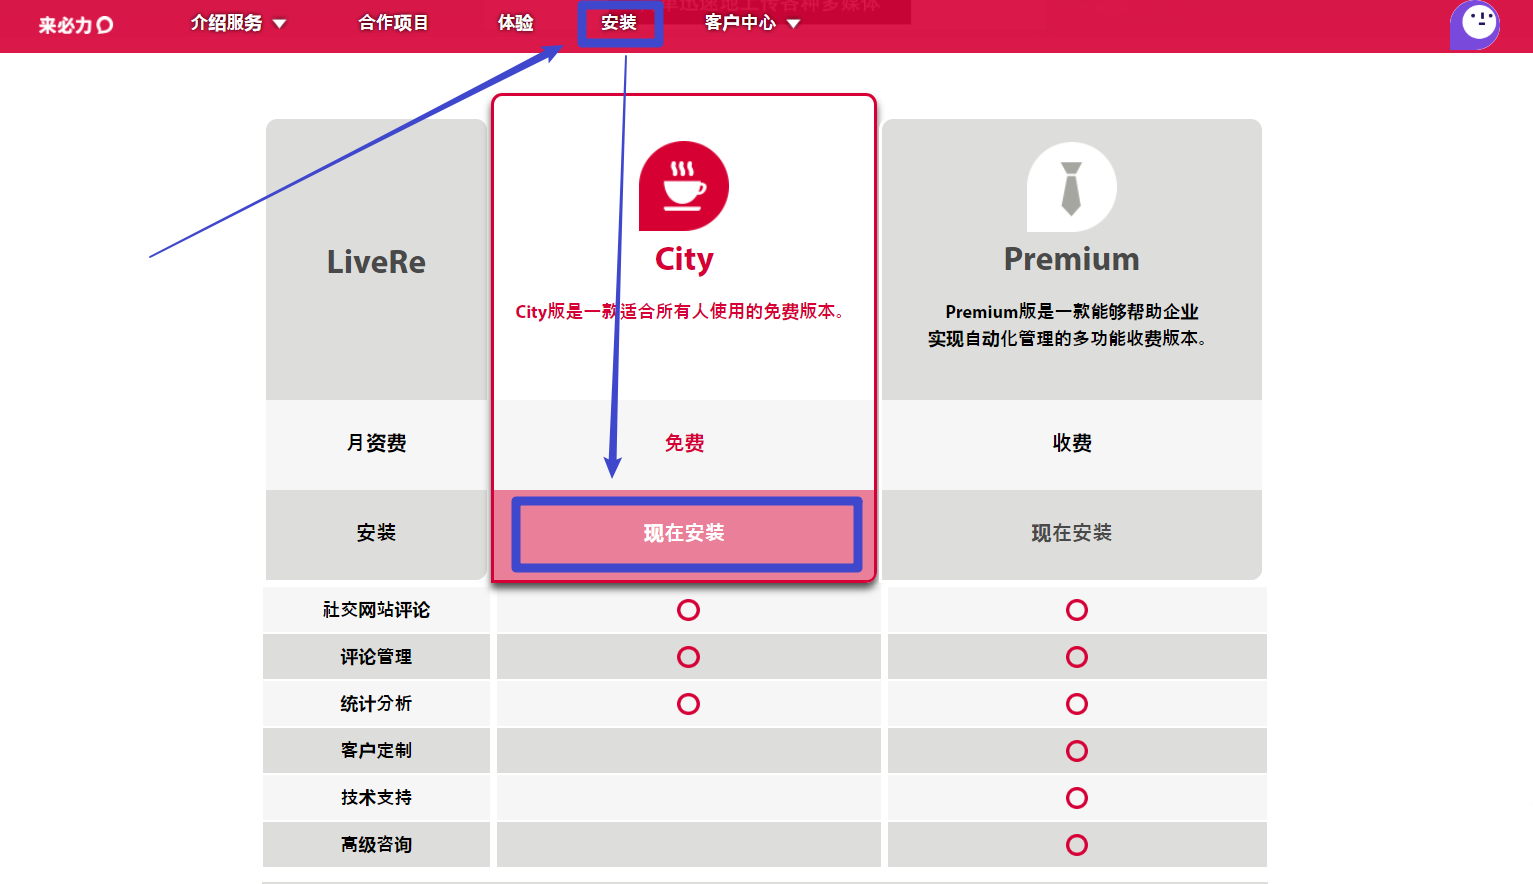 来必力
介绍服务
合作项目
体验
安装
客户中心
LiveRe
City
City版是一款适合所有人使用的免费版本。
Premium
Premium版是一款能够帮助企业
实现自动化管理的多功能收费版本。
月资费
免费
收费
安装
现在安装
现在安装
社交网站评论
评论管理
统计分析
客户定制
技术支持
高级咨询